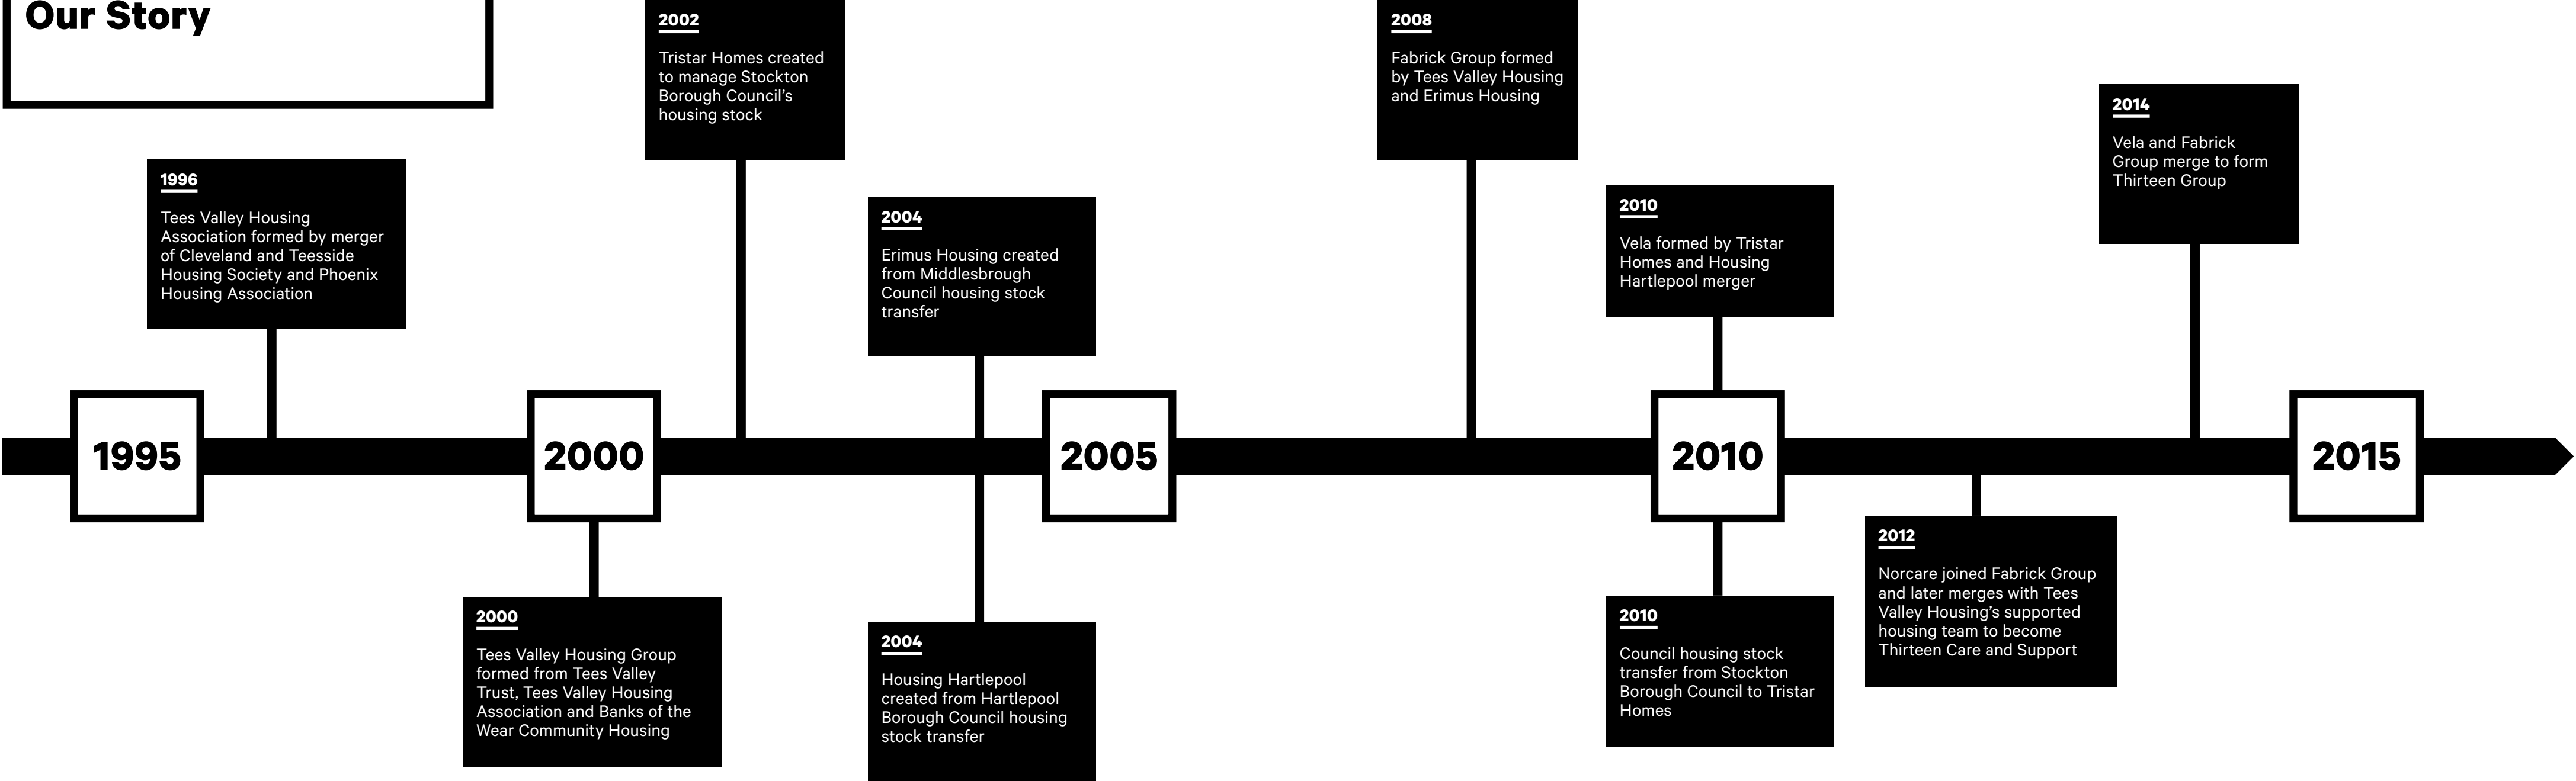 Our Story
1996
Tees Valley Housing
Association formed by merger
of Cleveland and Teesside
Housing Society and Phoenix
Housing Association
2002
Tristar Homes created
to manage Stockton
Borough Council's
housing stock
2004
Erimus Housing created
from Middlesbrough
Council housing stock
transfer
2008
Fabrick Group formed
by Tees Valley Housing
and Erimus Housing
2010
Vela formed by Tristar
Homes and Housing
Hartlepool merger
2014
Vela and Fabrick
Group merge to form
Thirteen Group
1995
2000
2005
2010
2015
2000
Tees Valley Housing Group
formed from Tees Valley
Trust, Tees Valley Housing
Association and Banks of the
Wear Community Housing
2004
Housing Hartlepool
created from Hartlepool
Borough Council housing
stock transfer
2010
Council housing stock
transfer from Stockton
Borough Council to Tristar
Homes
2012
Norcare joined Fabrick Group
and later merges with Tees
Valley Housing's supported
housing team to become
Thirteen Care and Support